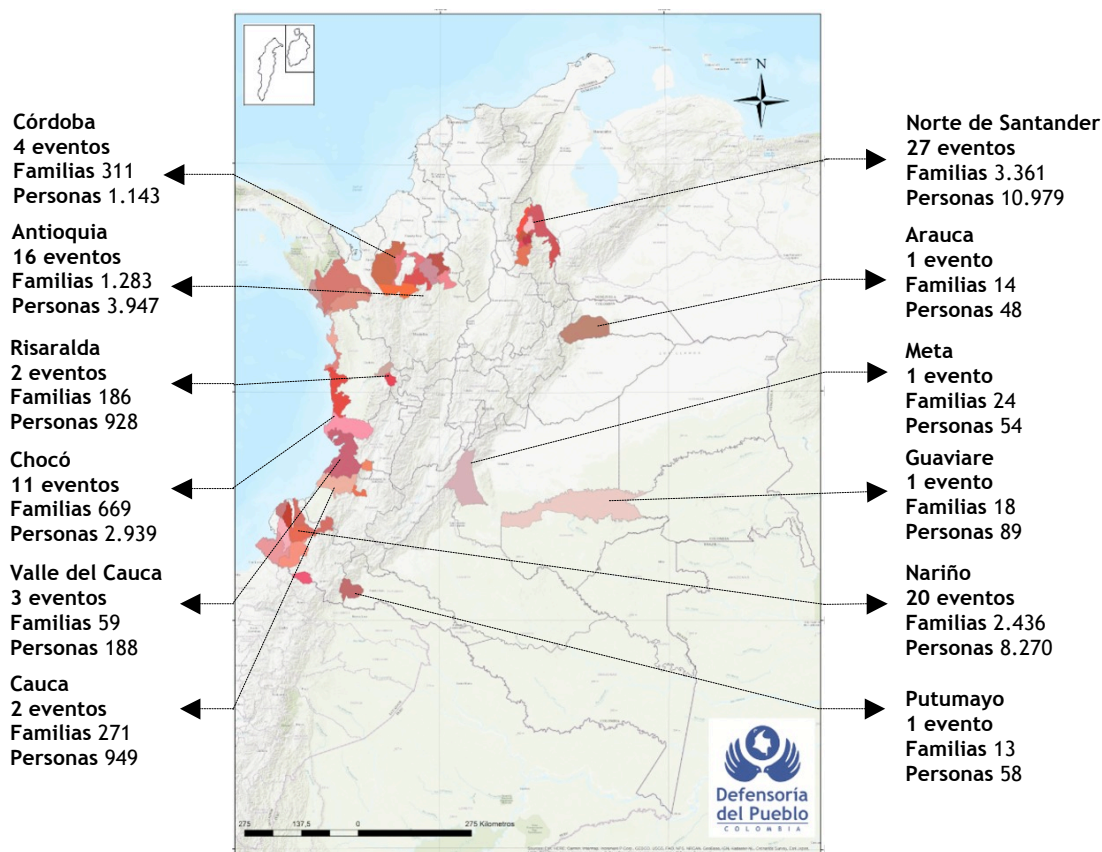 Córdoba
4 eventos
Familias 311
Personas 1.143
Antioquia
16 eventos
Familias 1.283
Personas 3.947
Risaralda
2 eventos
Familias 186
Personas 928
Chocó
11 eventos
Familias 669
Personas 2.939
Valle del Cauca
3 eventos
Familias 59
Personas 188
Cauca
2 eventos
Familias 271
Personas 949
N
Norte de Santander
27 eventos
Familias 3.361
Personas 10.979
Arauca
1 evento
Familias 14
Personas 48
Meta
1 evento
Familias 24
Personas 54
Guaviare
1 evento
Familias 18
Personas 89
Nariño
20 eventos
Familias 2.436
Personas 8.270
Putumayo
1 evento
Familias 13
Personas 58
Defensoría
del Pueblo
COLOMBIA
275 137,5 0 275 Kilometros